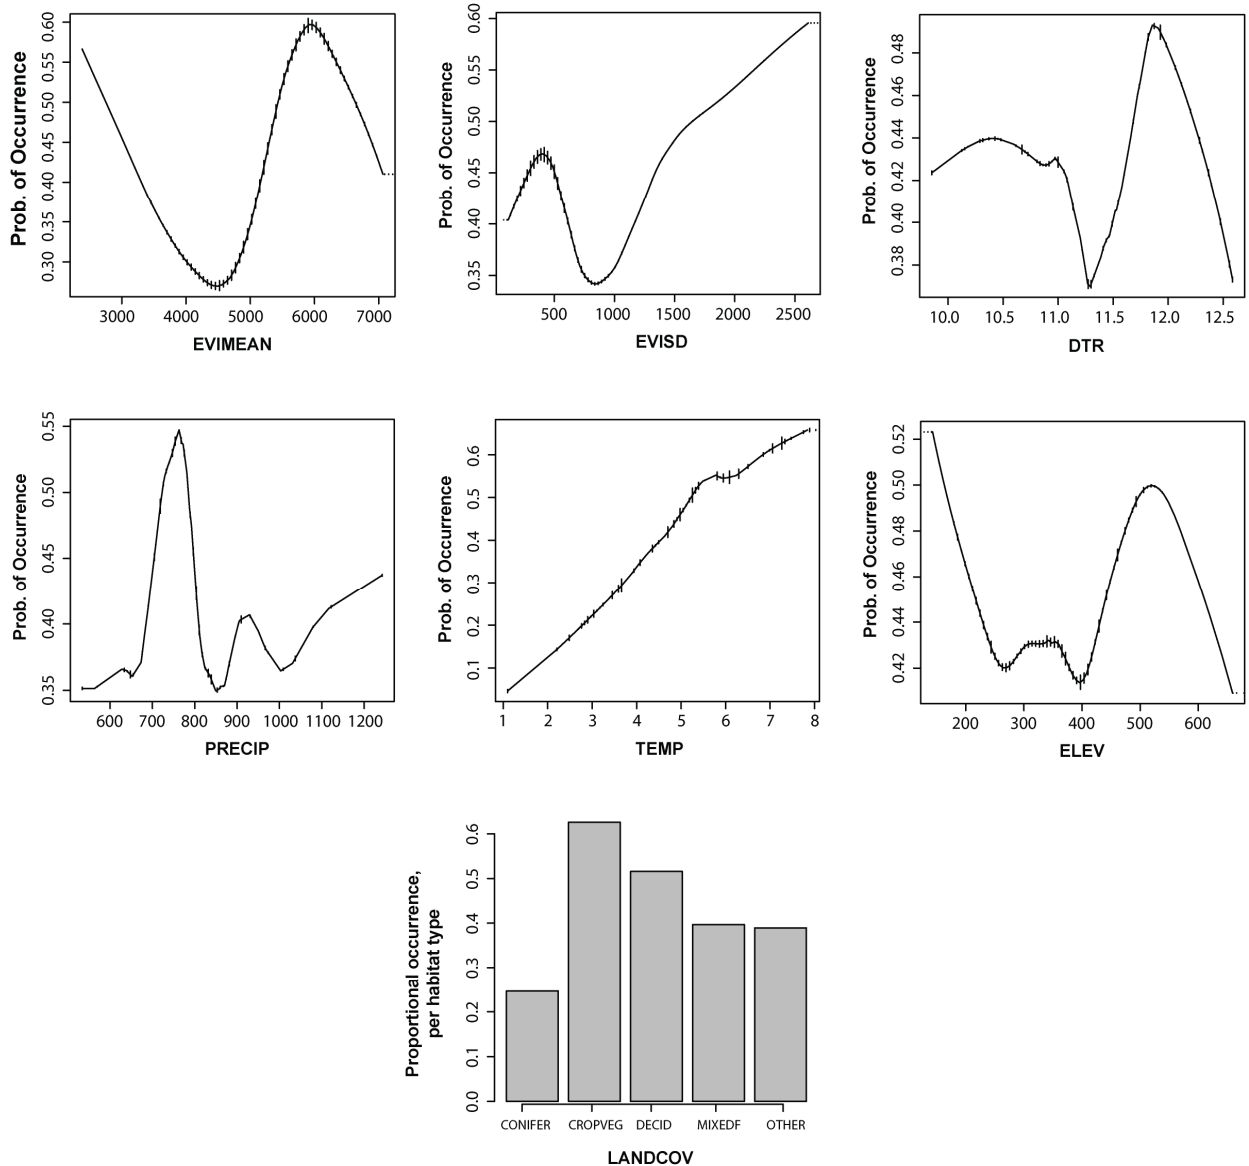 Prob. of Occurrence
0.30 0.35 0.40 0.45 0.50 0.55 0.60
3000 4000 5000 6000 7000
EVIMEAN
Prob. of Occurrence
0.35 0.40 0.45 0.50 0.55 0.60
500 1000 1500 2000 2500
EVISD
Prob. of Occurrence
0.38 0.40 0.42 0.44 0.46 0.48
10.0 10.5 11.0 11.5 12.0 12.5
DTR
Prob. of Occurrence
0.35 0.40 0.45 0.50 0.55
600 700 800 900 1000 1100 1200
PRECIP
Prob. of Occurrence
0.1 0.2 0.3 0.4 0.5 0.6
1 2 3 4 5 6 7 8
TEMP
Prob. of Occurrence
0.42 0.44 0.46 0.48 0.50 0.52
200 300 400 500 600
ELEV
Proportional occurrence,
per habitat type
0.0 0.1 0.2 0.3 0.4 0.5 0.6
CONIFER CROPVEG DECID MIXEDF OTHER
LANDCOV